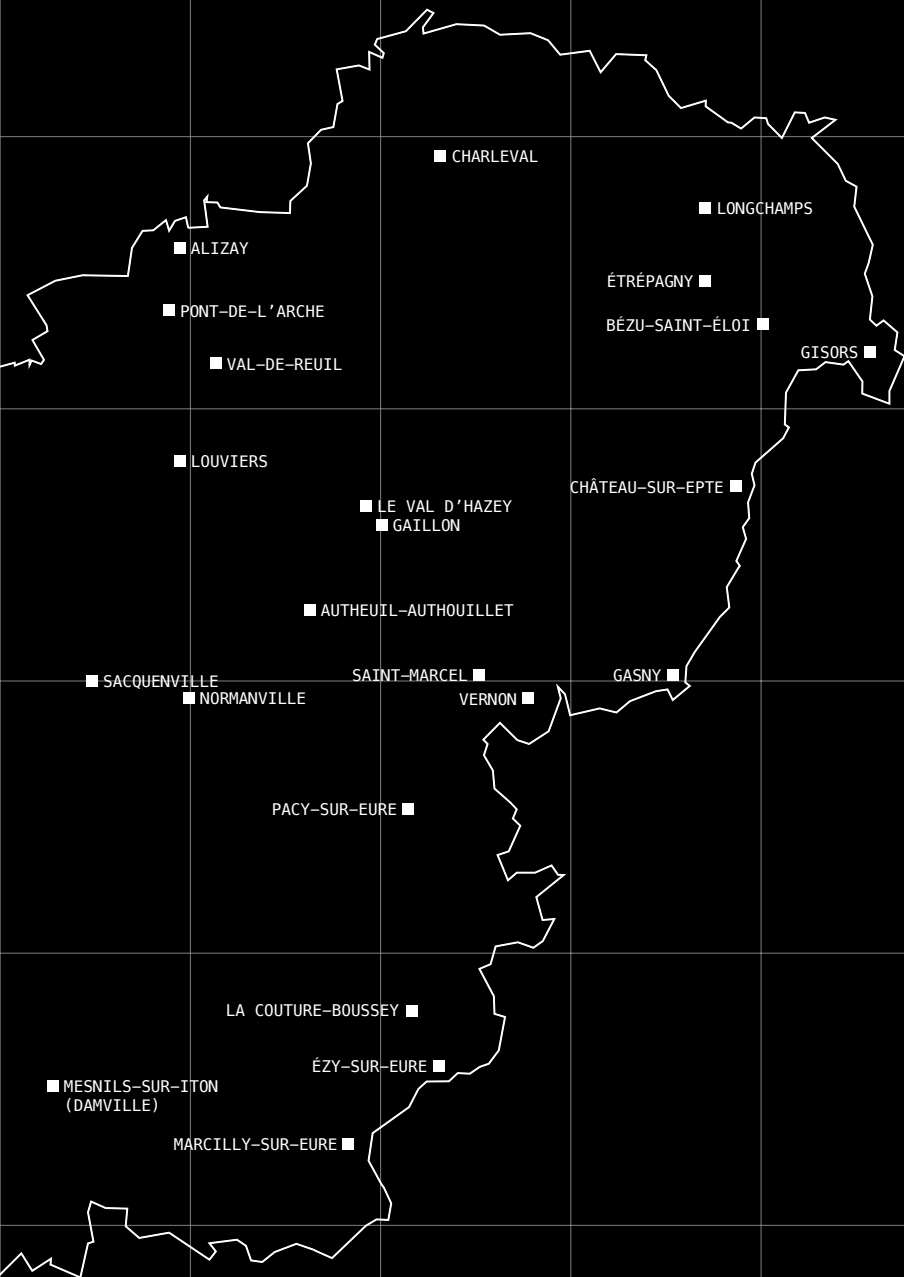 CHARLEVAL
LONGCHAMPS
ALIZAY
ÉTRÉPAGNY
PONT–DE–L’ARCHE
BÉZU–SAINT–ÉLOI
GISORS
VAL–DE–REUIL
LOUVIERS
CHÂTEAU–SUR–EPTE
LE VAL D’HAZEY
GAILLON
AUTHEUIL–AUTHOUILLET
SAINT–MARCEL
GASNY
SACQUENVILLE
NORMANVILLE
VERNON
PACY–SUR–EURE
LA COUTURE–BOUSSEY
ÉZY–SUR–EURE
MESNILS–SUR–ITON
(DAMVILLE)
MARCILLY–SUR–EURE